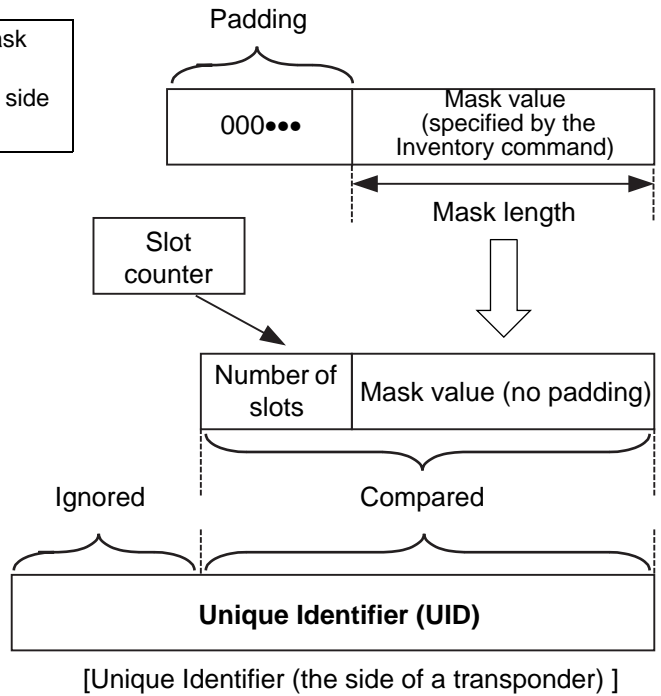 Padding
ask
side
000•••
Mask value
(specified by the
Inventory command)
Mask length
Slot
counter
Number of
slots
Mask value (no padding)
Ignored
Compared
Unique Identifier (UID)
[Unique Identifier (the side of a transponder) ]